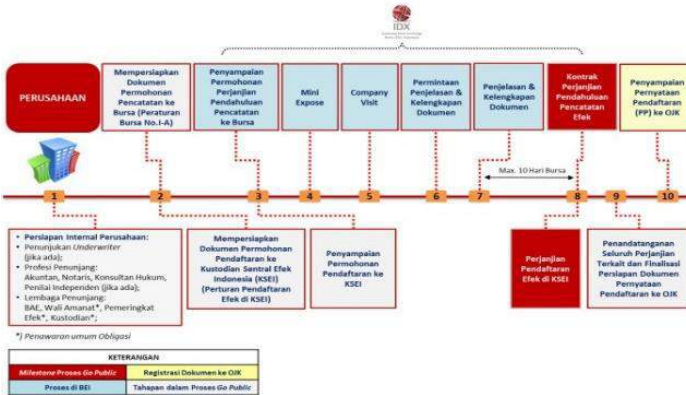 IDX
PERUSAHAAN
Mempersiapkan
Dokumen
Permohonan
Pencatatan ke
Bursa (Peraturan
Bursa No.I-A)
Penyampaian
Permohonan
Perjanjian
Pendahuluan
Pencatatan
ke Bursa
Mini
Expose
Company
Visit
Permintaan
Penjelasan &
Kelengkapan
Dokumen
Penjelasan &
Kelengkapan
Dokumen
Kontrak
Perjanjian
Pendahuluan
Pencatatan
Efek
Penyampaian
Pernyataan
Pendaftaran
(PP) ke OJK
Max. 10 Hari Bursa
1
2
3
4
5
6
7
8
9
10
• Persiapan Internal Perusahaan:
• Penunjukan Underwriter
(jika ada);
• Profesi Penunjang:
Akuntan, Notaris, Konsultan Hukum,
Penilai Independen (jika ada);
• Lembaga Penunjang:
BAE, Wali Amanat*, Pemeringkat
Efek*, Kustodian*;
Mempersiapkan
Dokumen Permohonan
Pendaftaran ke
Kustodian Sentral Efek
Indonesia (KSEI)
(Perturan Pendaftaran
Efek di KSEI)
Penyampaian
Permohonan
Pendaftaran ke
KSEI
Perjanjian
Pendaftaran
Efek di KSEI
Penandatanganan
Seluruh Perjanjian
Terkait dan Finalisasi
Persiapan Dokumen
Pernyataan
Pendaftaran ke OJK
*) Penawaran umum Obligasi
KETERANGAN
Milestone Proses Go Public
Registrasi Dokumen ke OJK
Proses di BEI
Tahapan dalam Proses Go Public